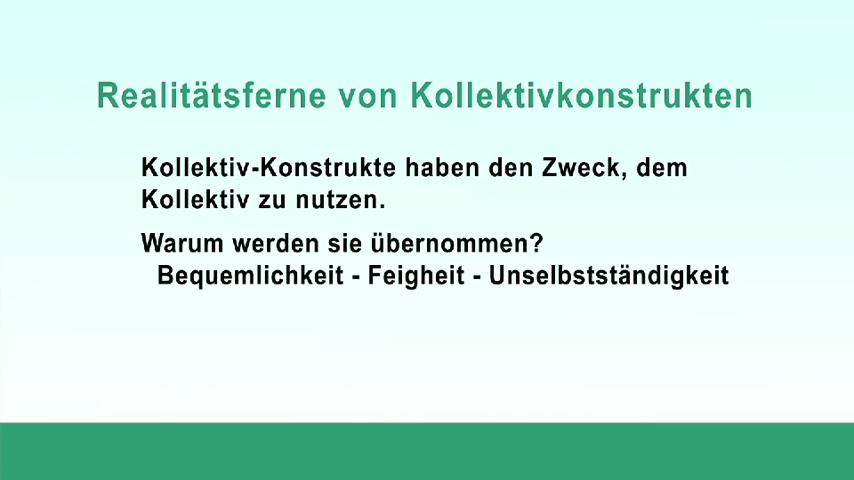 Realitätsferne von Kollektivkonstrukten
Kollektiv-Konstrukte haben den Zweck, dem
Kollektiv zu nutzen.
Warum werden sie übernommen?
Bequemlichkeit - Feigheit - Unselbstständigkeit